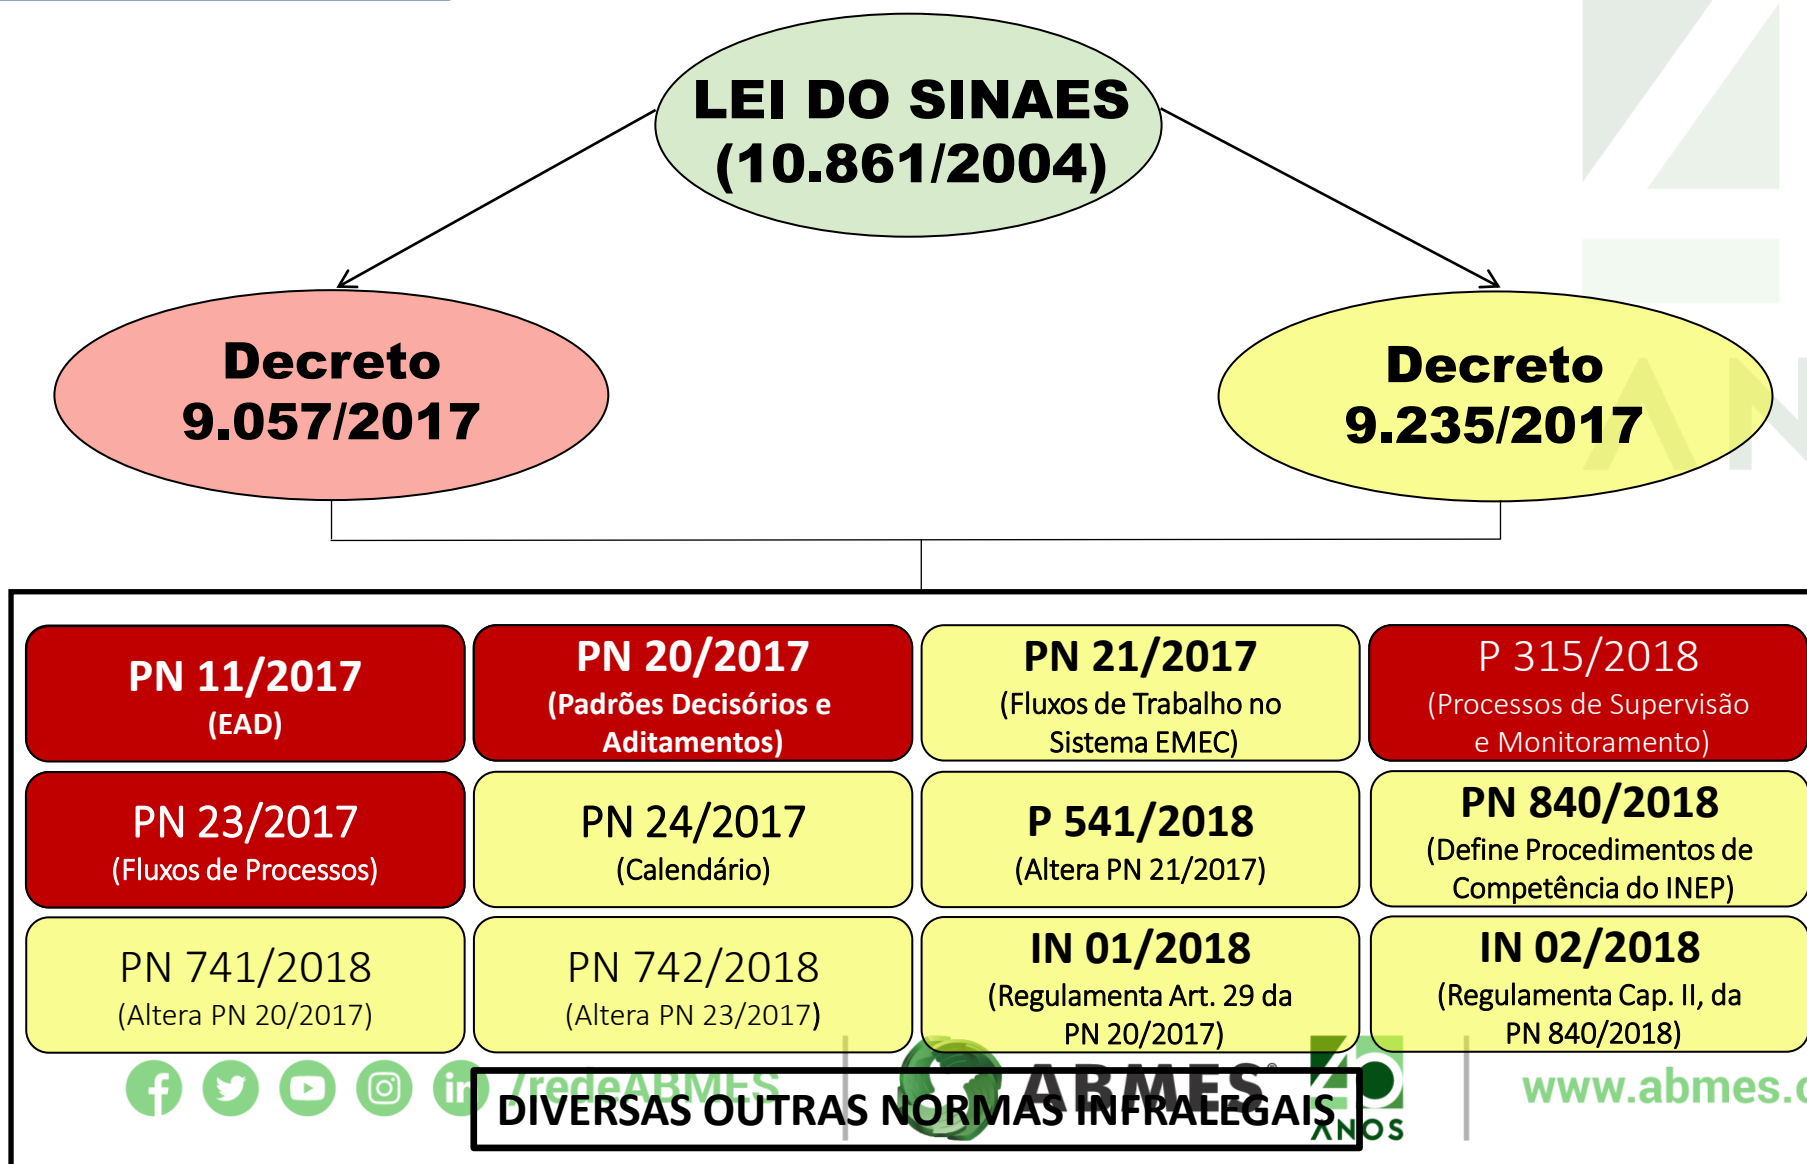 LEI DO SINAES
(10.861/2004)
Decreto
9.057/2017
Decreto
9.235/2017
PN 11/2017
(EAD)
PN 20/2017
(Padrões Decisórios e
Aditamentos)
PN 21/2017
(Fluxos de Trabalho no
Sistema EMEC)
P 315/2018
(Processos de Supervisão
e Monitoramento)
PN 23/2017
(Fluxos de Processos)
PN 24/2017
(Calendário)
P 541/2018
(Altera PN 21/2017)
PN 840/2018
(Define Procedimentos de
Competência do INEP)
PN 741/2018
(Altera PN 20/2017)
PN 742/2018
(Altera PN 23/2017)
IN 01/2018
(Regulamenta Art. 29 da
PN 20/2017)
IN 02/2018
(Regulamenta Cap. II, da
PN 840/2018)
/redeABMES
ABMES®
ANOS
www.abmes.
DIVERSAS OUTRAS NORMAS INFRALEGAIS